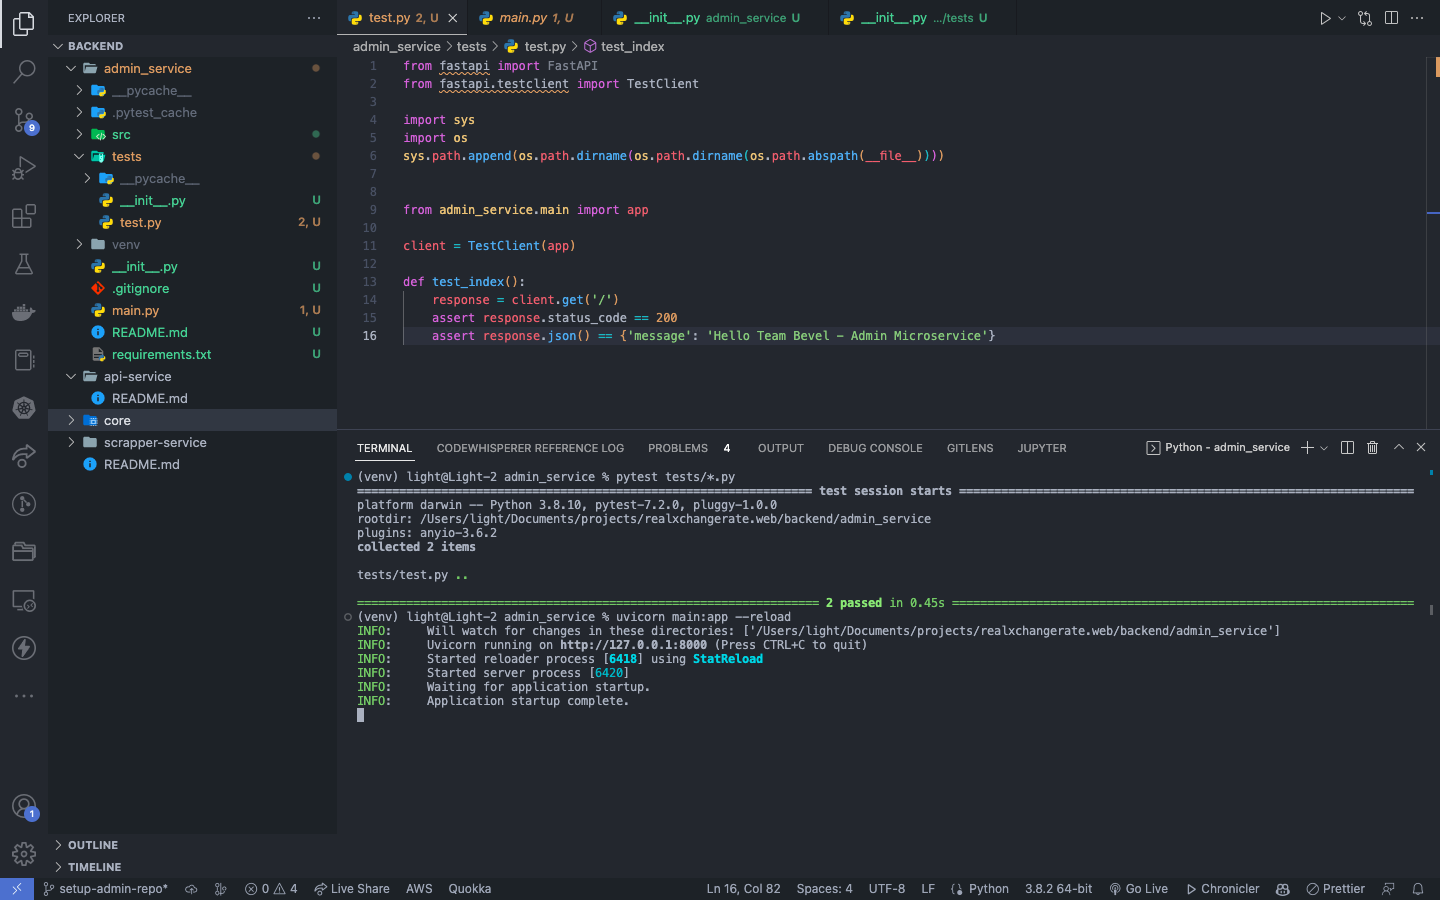 EXPLORER
BACKEND
admin_service
__pycache__
.pytest_cache
src
tests
__pycache__
__init__.py U
test.py 2, U
venv
__init__.py U
.gitignore U
main.py 1, U
README.md U
requirements.txt U
api-service
README.md
core
scrapper-service
README.md
OUTLINE
TIMELINE
9
1
test.py 2, U
main.py 1, U
__init__.py admin_service U
__init__.py .../tests U
admin_service > tests > test.py > test_index
1 from fastapi import FastAPI
2 from fastapi.testclient import TestClient
3
4 import sys
5 import os
6 sys.path.append(os.path.dirname(os.path.dirname(os.path.abspath(__file__))))
7
8
9 from admin_service.main import app
10
11 client = TestClient(app)
12
13 def test_index():
14 response = client.get('/')
15 assert response.status_code == 200
16 assert response.json() == {'message': 'Hello Team Bevel - Admin Microservice'}
TERMINAL CODEWHISPERER REFERENCE LOG PROBLEMS 4 OUTPUT DEBUG CONSOLE GITLENS JUPYTER Python - admin_service
(venv) light@Light-2 admin_service % pytest tests/*.py
================================================================= test session starts =================================================================
platform darwin -- Python 3.8.10, pytest-7.2.0, pluggy-1.0.0
rootdir: /Users/light/Documents/projects/realxchangerate.web/backend/admin_service
plugins: anyio-3.6.2
collected 2 items
tests/test.py ..
================================================================== 2 passed in 0.45s ==================================================================
(venv) light@Light-2 admin_service % uvicorn main:app --reload
INFO: Will watch for changes in these directories: ['/Users/light/Documents/projects/realxchangerate.web/backend/admin_service']
INFO: Uvicorn running on http://127.0.0.1:8000 (Press CTRL+C to quit)
INFO: Started reloader process [6418] using StatReload
INFO: Started server process [6420]
INFO: Waiting for application startup.
INFO: Application startup complete.
setup-admin-repo* 0 4 Live Share AWS Quokka Ln 16, Col 82 Spaces: 4 UTF-8 LF Python 3.8.2 64-bit Go Live Chronicler Prettier